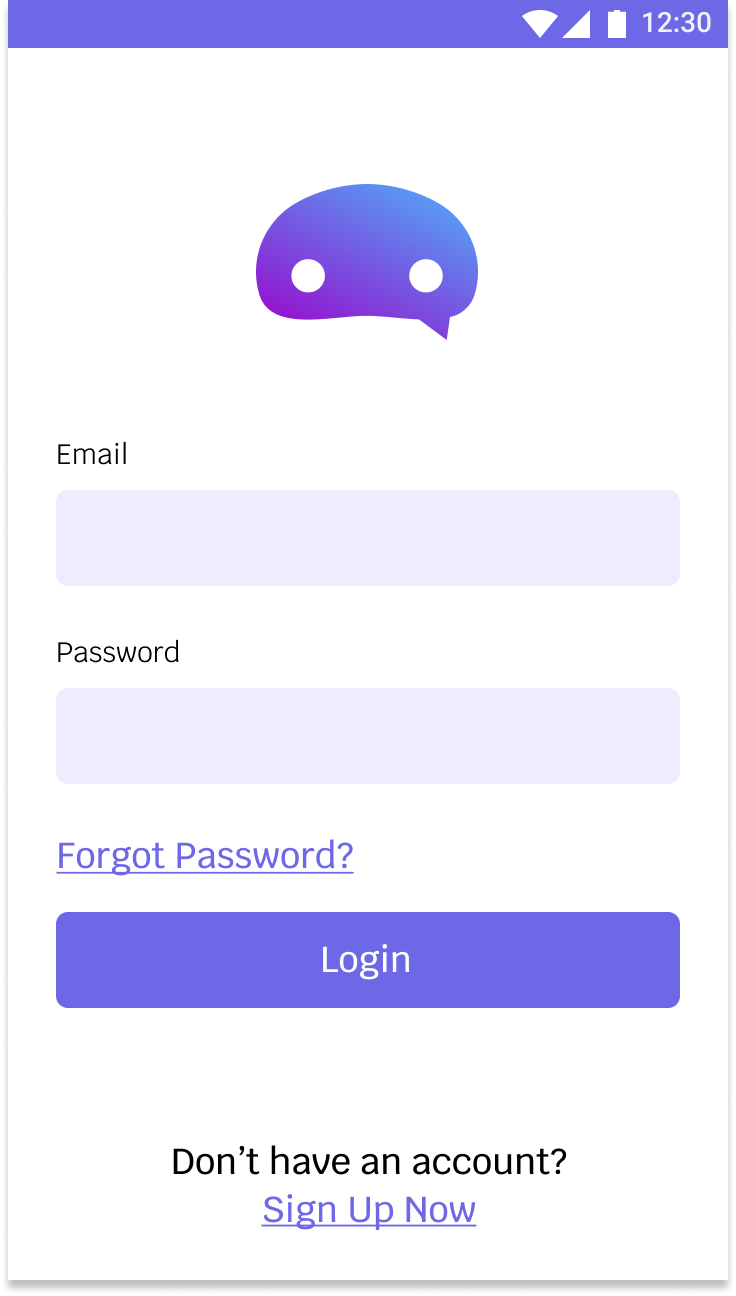 12:30
Email
Password
Forgot Password?
Login
Don’t have an account?
Sign Up Now